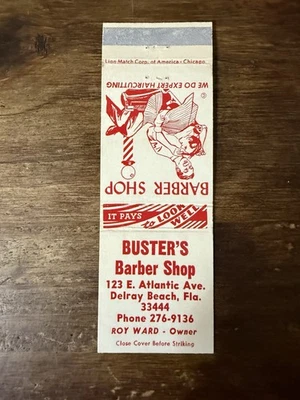 Lion Match Corp. of America - Chicago.
WE DO EXPERT HAIRCUTTING
©
BARBER SHOP
IT PAYS
to LOOK
WELL
BUSTER'S
Barber Shop
123 E. Atlantic Ave.
Delray Beach, Fla.
33444
Phone 276-9136
ROY WARD - Owner
Close Cover Before Striking